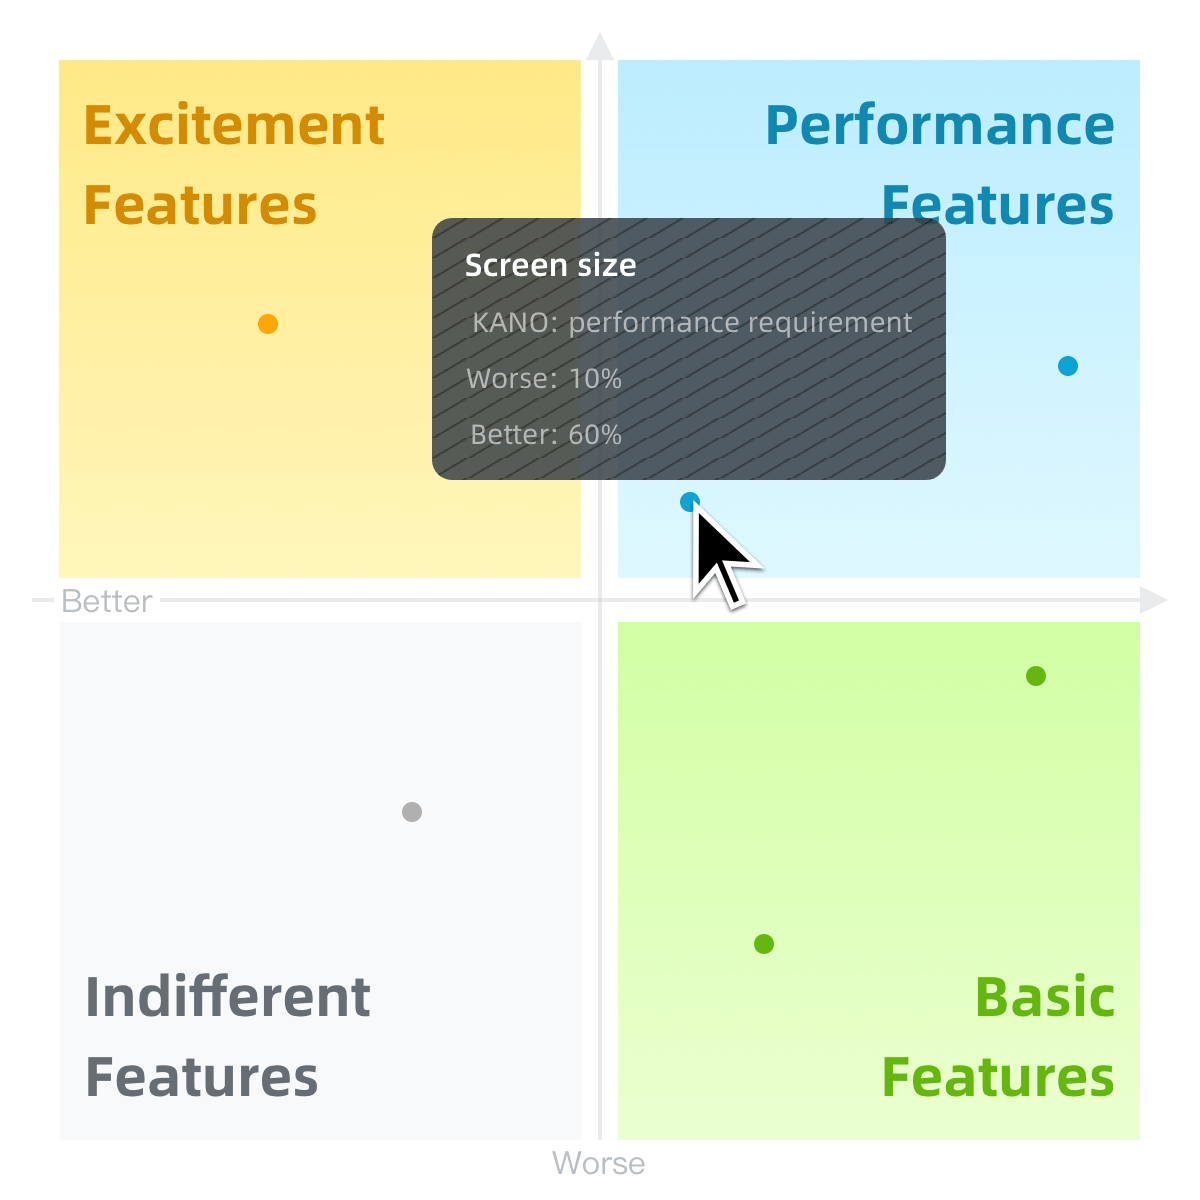 Excitement
Features
Performance
Features
Screen size
KANO: performance requirement
Worse: 10%
Better: 60%
Better
Indifferent
Features
Basic
Features
Worse